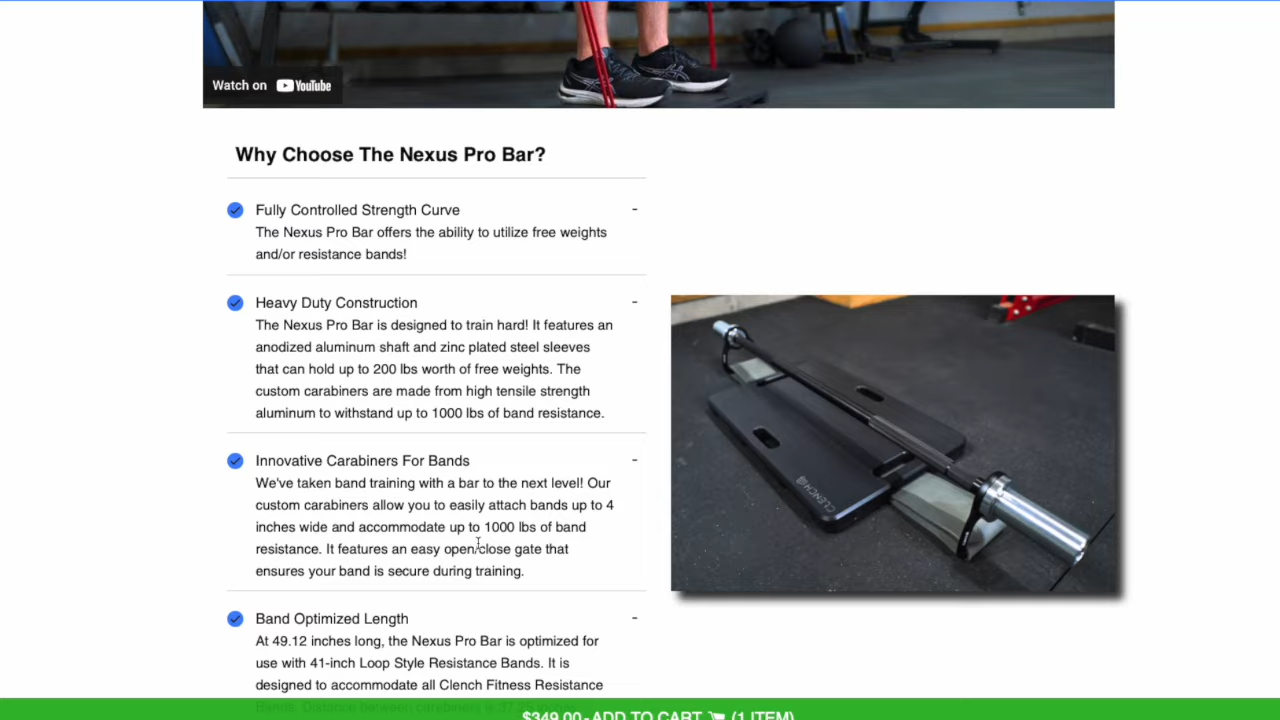 Watch on YouTube
Why Choose The Nexus Pro Bar?
Fully Controlled Strength Curve -
The Nexus Pro Bar offers the ability to utilize free weights
and/or resistance bands!
Heavy Duty Construction -
The Nexus Pro Bar is designed to train hard! It features an
anodized aluminum shaft and zinc plated steel sleeves
that can hold up to 200 lbs worth of free weights. The
custom carabiners are made from high tensile strength
aluminum to withstand up to 1000 lbs of band resistance.
Innovative Carabiners For Bands -
We've taken band training with a bar to the next level! Our
custom carabiners allow you to easily attach bands up to 4
inches wide and accommodate up to 1000 lbs of band
resistance. It features an easy open/close gate that
ensures your band is secure during training.
CLENCH
Band Optimized Length -
At 49.12 inches long, the Nexus Pro Bar is optimized for
use with 41-inch Loop Style Resistance Bands. It is
designed to accommodate all Clench Fitness Resistance
Bands. Distance between carabiners is 37.25 inches.
$349.00 - ADD TO CART (1 ITEM)